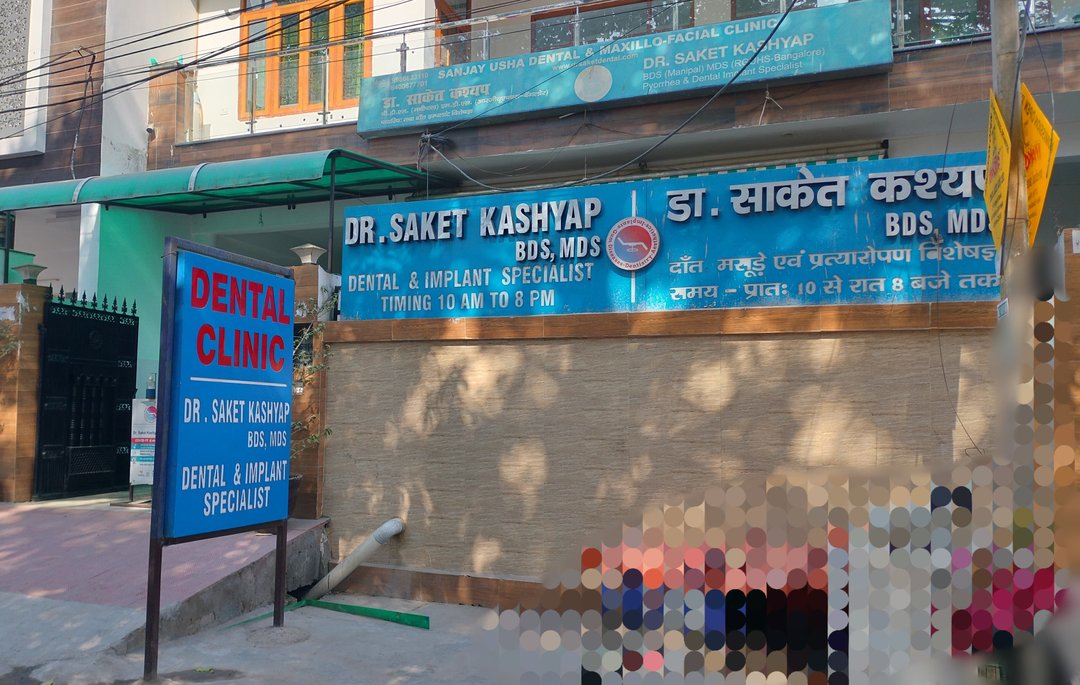 SANJAY USHA DENTAL & MAXILLO-FACIAL CLINIC
www.saketdental.com
DR. SAKET KASHYAP
BDS (Manipal) MDS (RGUHS-Bangalore)
Pyorrhea & Dental Implant Specialist
डा. साकेत कश्यप
DR. SAKET KASHYAP
BDS, MDS
DENTAL & IMPLANT SPECIALIST
TIMING 10 AM TO 8 PM
डा. साकेत कश्यप
BDS, MDS
दाँत मसूड़े एवं प्रत्यारोपण विशेषज्ञ
समय - प्रातः 10 से रात 8 बजे तक
DENTAL
CLINIC
DR. SAKET KASHYAP
BDS, MDS
DENTAL & IMPLANT
SPECIALIST